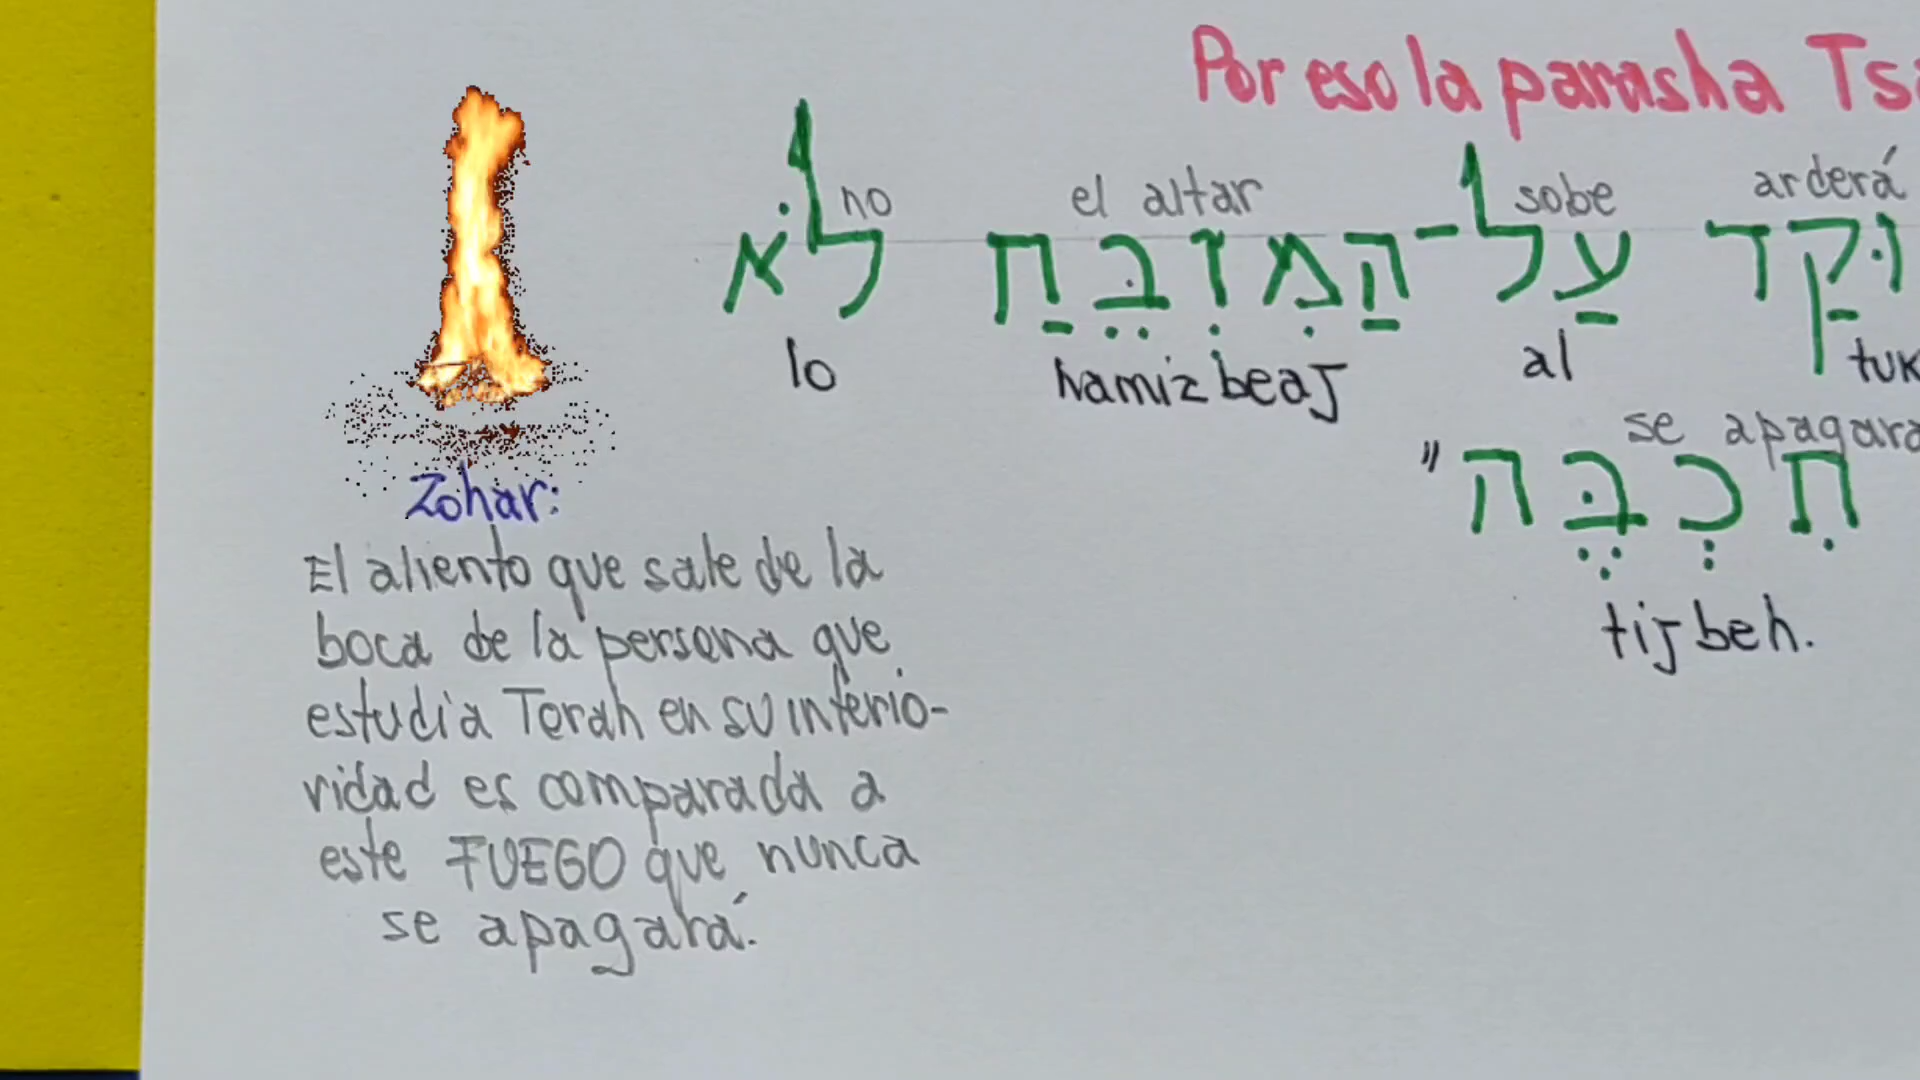 Por eso la parasha Tsa
no el altar sobe arderá
וּקַד עַל־הַמִּזְבֵּחַ לֹא
lo hamizbeaj al tuk
se apagara
תִכְבֶּה"
tijbeh.
Zohar:
El aliento que sale de la
boca de la persona que
estudia Torah en su interio-
ridad es comparada a
este FUEGO que nunca
se apagará.